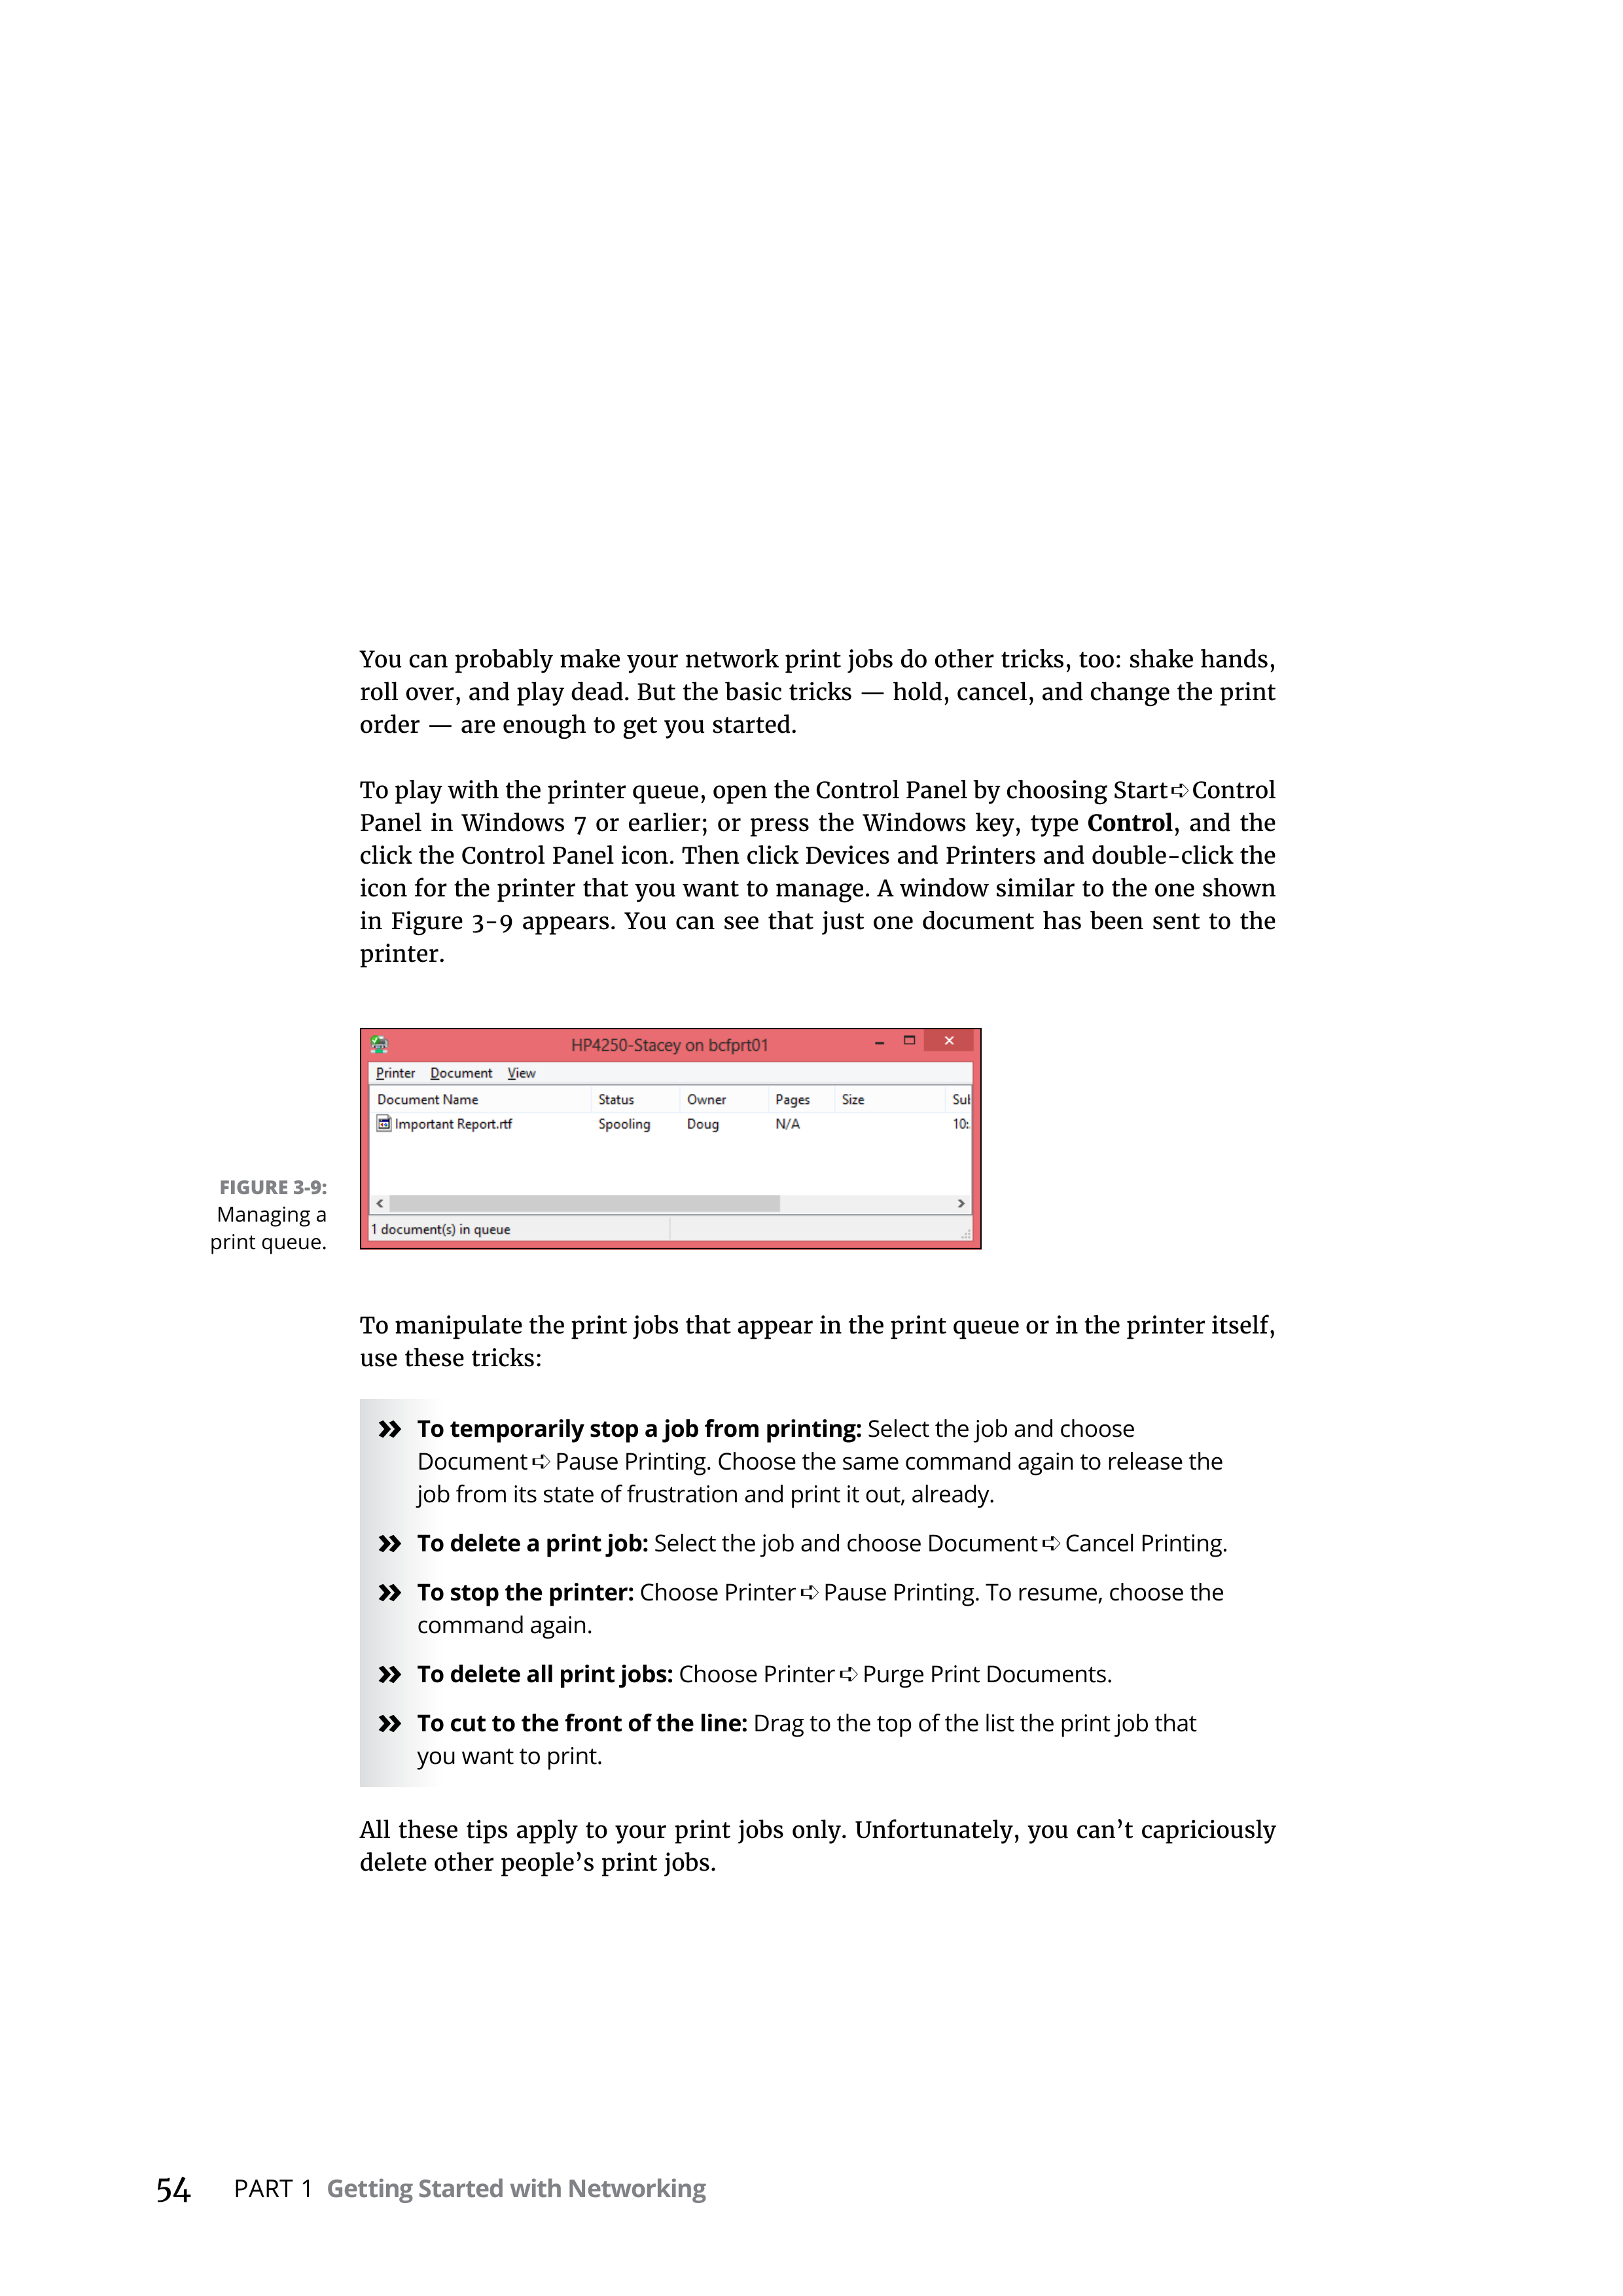 You can probably make your network print jobs do other tricks, too: shake hands,
roll over, and play dead. But the basic tricks — hold, cancel, and change the print
order — are enough to get you started.
To play with the printer queue, open the Control Panel by choosing Start➪Control
Panel in Windows 7 or earlier; or press the Windows key, type Control, and the
click the Control Panel icon. Then click Devices and Printers and double-click the
icon for the printer that you want to manage. A window similar to the one shown
in Figure 3-9 appears. You can see that just one document has been sent to the
printer.
HP4250-Stacey on bcfprt01
Printer Document View
Document Name Status Owner Pages Size Sul
Important Report.rtf Spooling Doug N/A 10:
1 document(s) in queue
FIGURE 3-9:
Managing a
print queue.
To manipulate the print jobs that appear in the print queue or in the printer itself,
use these tricks:
» To temporarily stop a job from printing: Select the job and choose
Document➪Pause Printing. Choose the same command again to release the
job from its state of frustration and print it out, already.
» To delete a print job: Select the job and choose Document➪Cancel Printing.
» To stop the printer: Choose Printer➪Pause Printing. To resume, choose the
command again.
» To delete all print jobs: Choose Printer➪Purge Print Documents.
» To cut to the front of the line: Drag to the top of the list the print job that
you want to print.
All these tips apply to your print jobs only. Unfortunately, you can’t capriciously
delete other people’s print jobs.
54 PART 1 Getting Started with Networking